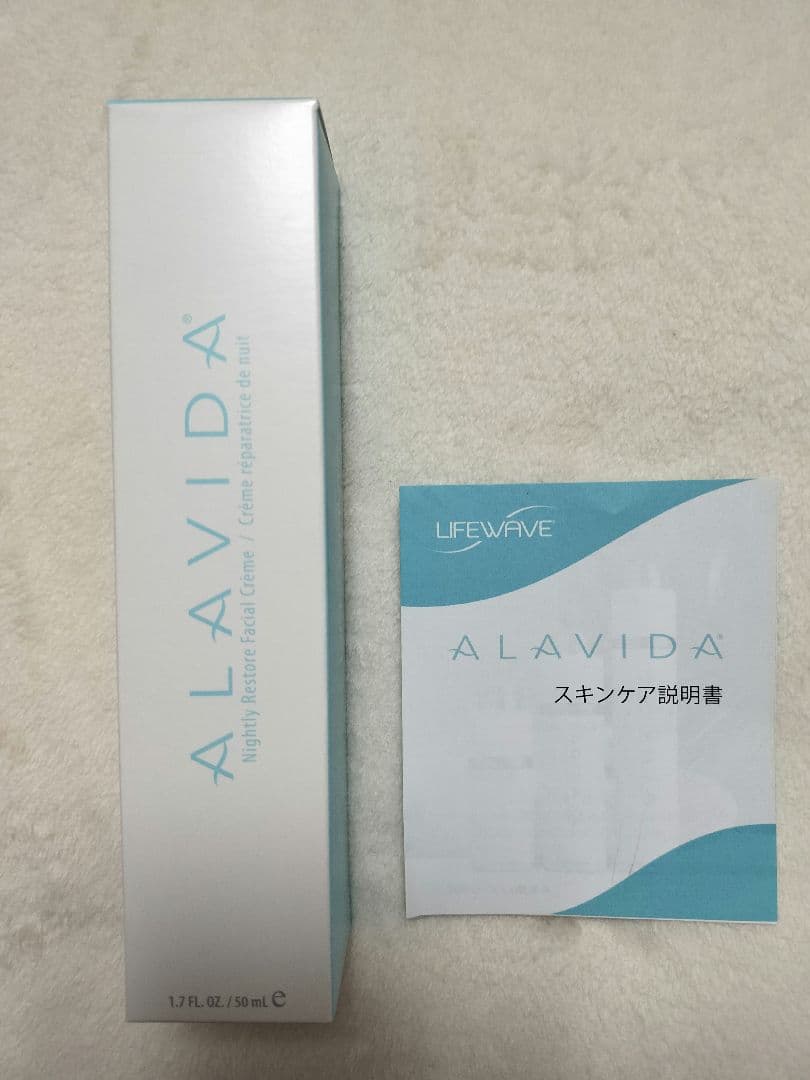 ALAVIDA®
Nightly Restore Facial Crème / Crème réparatrice de nuit
1.7 FL. OZ. / 50 mL ℮
LIFEWAVE
ALAVIDA®
スキンケア説明書